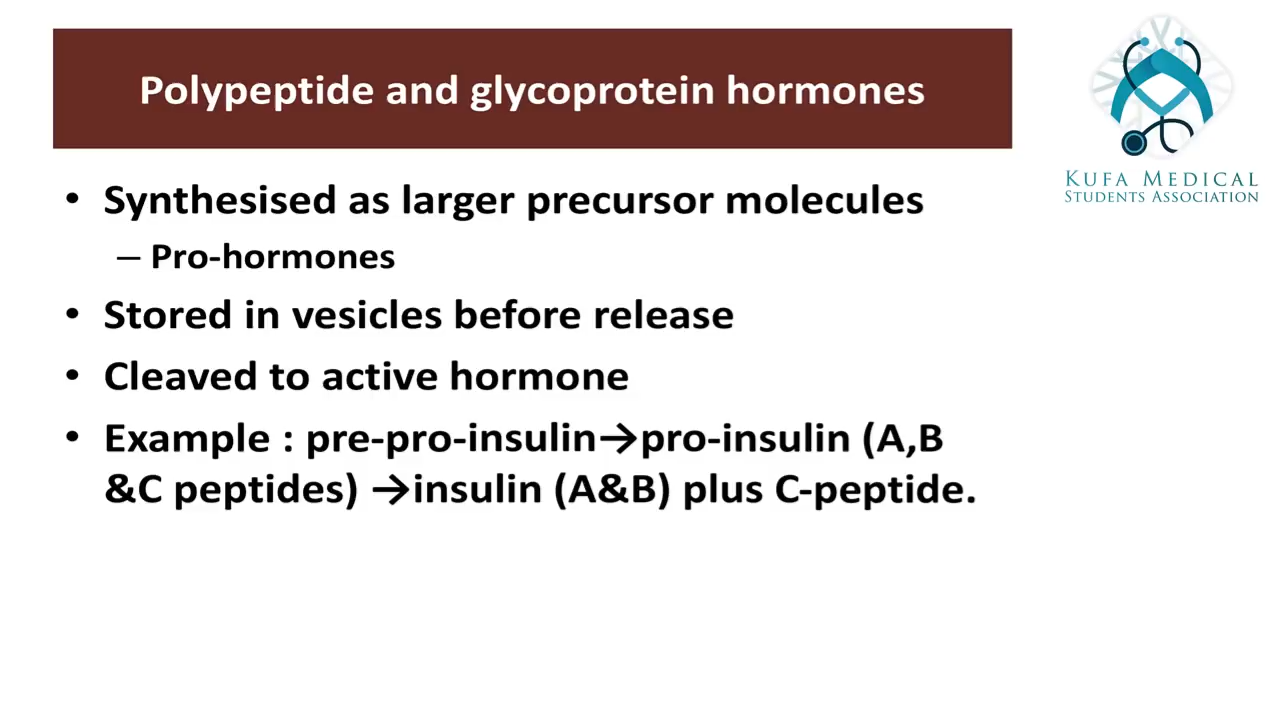 Polypeptide and glycoprotein hormones
KUFA MEDICAL
STUDENTS ASSOCIATION
• Synthesised as larger precursor molecules
– Pro-hormones
• Stored in vesicles before release
• Cleaved to active hormone
• Example : pre-pro-insulin→pro-insulin (A,B
&C peptides) →insulin (A&B) plus C-peptide.